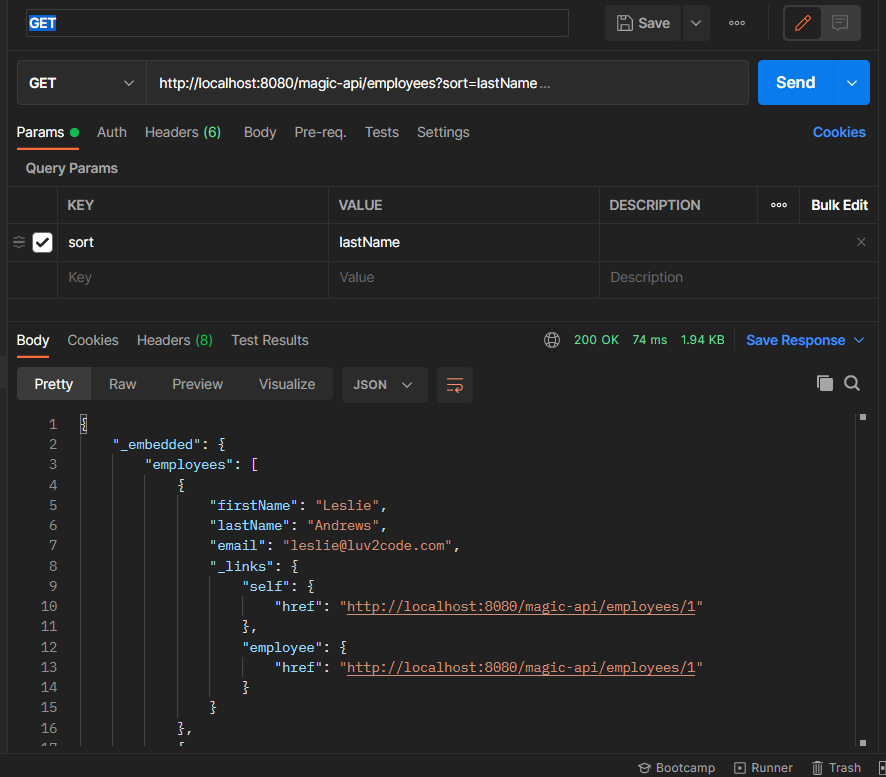 GET
Save
GET http://localhost:8080/magic-api/employees?sort=lastName ... Send
Params Auth Headers (6) Body Pre-req. Tests Settings Cookies
Query Params
KEY VALUE DESCRIPTION Bulk Edit
sort lastName
Key Value Description
Body Cookies Headers (8) Test Results 200 OK 74 ms 1.94 KB Save Response
Pretty Raw Preview Visualize JSON
1 {
2 "_embedded": {
3 "employees": [
4 {
5 "firstName": "Leslie",
6 "lastName": "Andrews",
7 "email": "leslie@luv2code.com",
8 "_links": {
9 "self": {
10 "href": "http://localhost:8080/magic-api/employees/1"
11 },
12 "employee": {
13 "href": "http://localhost:8080/magic-api/employees/1"
14 }
15 }
16 },
17 {
Bootcamp Runner Trash